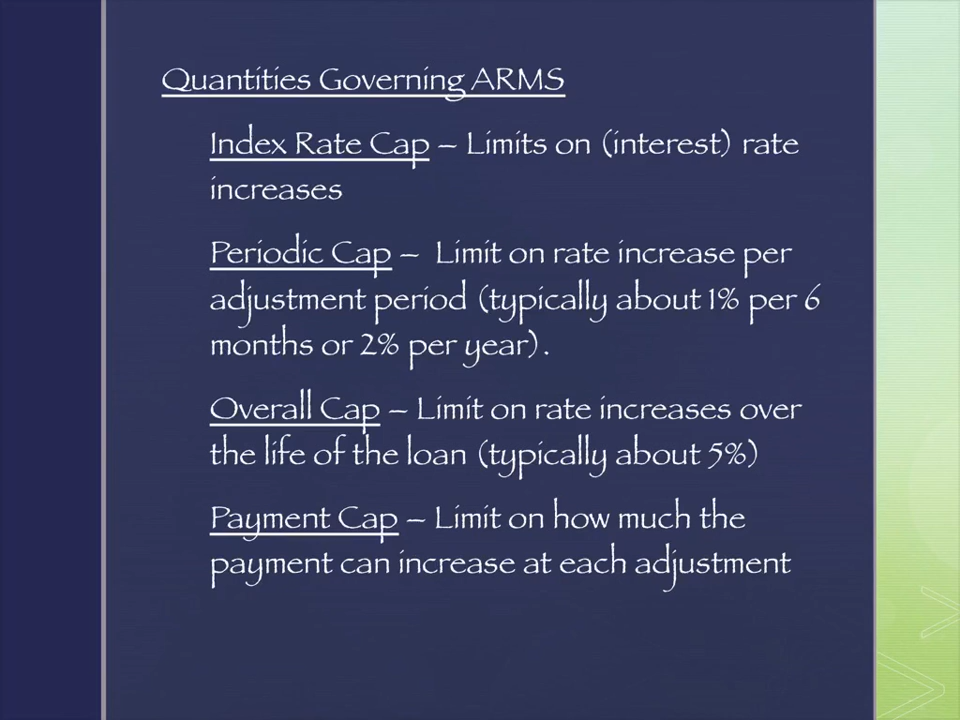 Quantities Governing ARMS
Index Rate Cap – Limits on (interest) rate
increases
Periodic Cap – Limit on rate increase per
adjustment period (typically about 1% per 6
months or 2% per year).
Overall Cap – Limit on rate increases over
the life of the loan (typically about 5%)
Payment Cap – Limit on how much the
payment can increase at each adjustment